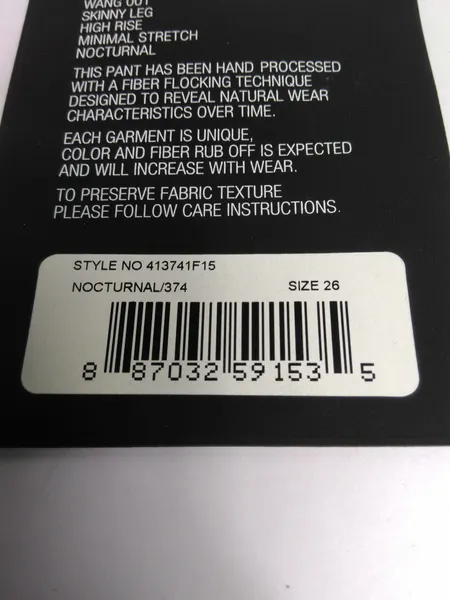 WANG OUT
SKINNY LEG
HIGH RISE
MINIMAL STRETCH
NOCTURNAL
THIS PANT HAS BEEN HAND PROCESSED
WITH A FIBER FLOCKING TECHNIQUE
DESIGNED TO REVEAL NATURAL WEAR
CHARACTERISTICS OVER TIME.
EACH GARMENT IS UNIQUE,
COLOR AND FIBER RUB OFF IS EXPECTED
AND WILL INCREASE WITH WEAR.
TO PRESERVE FABRIC TEXTURE
PLEASE FOLLOW CARE INSTRUCTIONS.
STYLE NO 413741F15
NOCTURNAL/374 SIZE 26
8 87032 59153 5